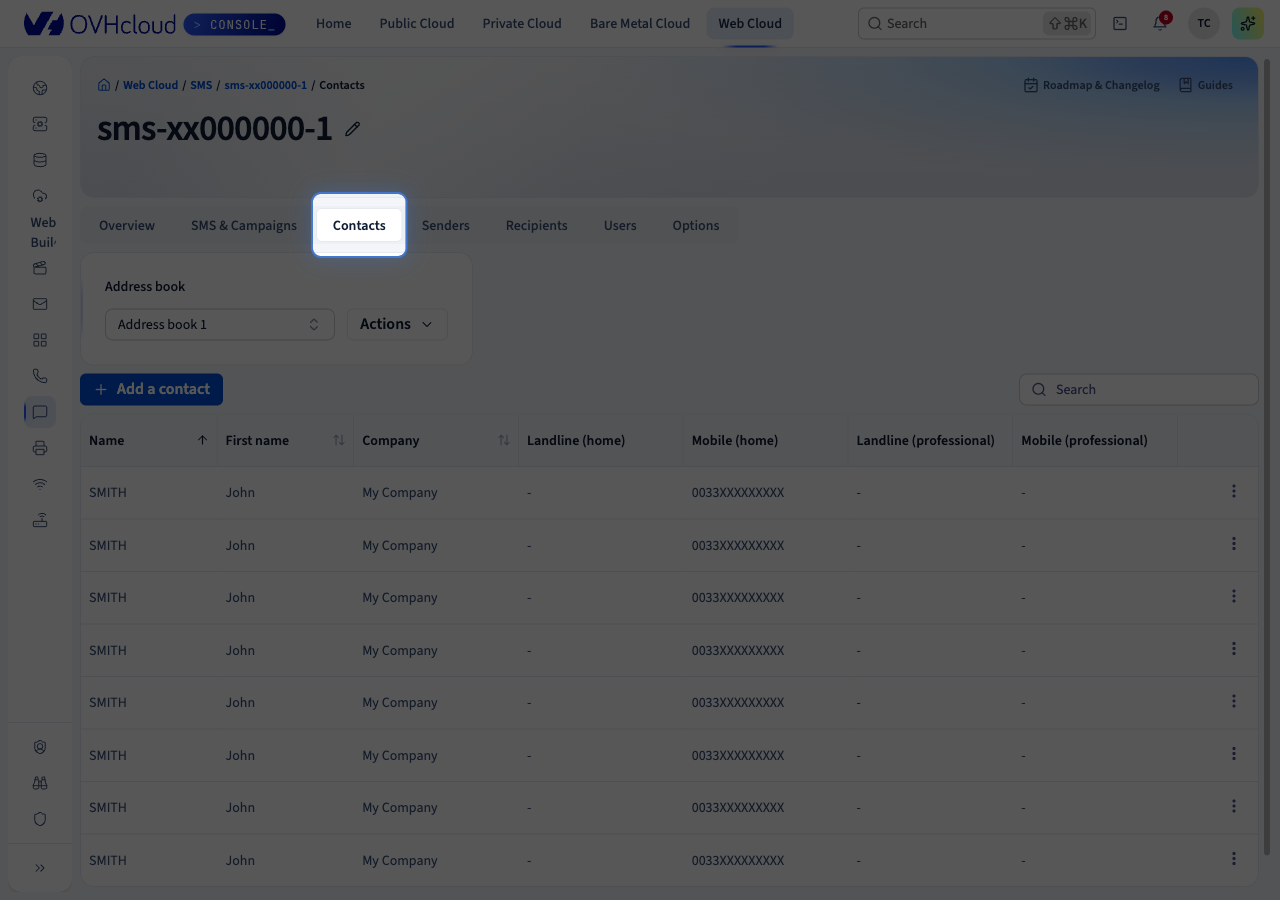 OVHcloud > CONSOLE_ Home Public Cloud Private Cloud Bare Metal Cloud Web Cloud Search ⇧⌘K 8 TC
/ Web Cloud / SMS / sms-xx000000-1 / Contacts Roadmap & Changelog Guides
sms-xx000000-1
Web
Overview SMS & Campaigns Contacts Senders Recipients Users Options
Address book
Address book 1 Actions
+ Add a contact Search
Name First name Company Landline (home) Mobile (home) Landline (professional) Mobile (professional)
SMITH John My Company - 0033XXXXXXXXX - -
SMITH John My Company - 0033XXXXXXXXX - -
SMITH John My Company - 0033XXXXXXXXX - -
SMITH John My Company - 0033XXXXXXXXX - -
SMITH John My Company - 0033XXXXXXXXX - -
SMITH John My Company - 0033XXXXXXXXX - -
SMITH John My Company - 0033XXXXXXXXX - -
SMITH John My Company - 0033XXXXXXXXX - -